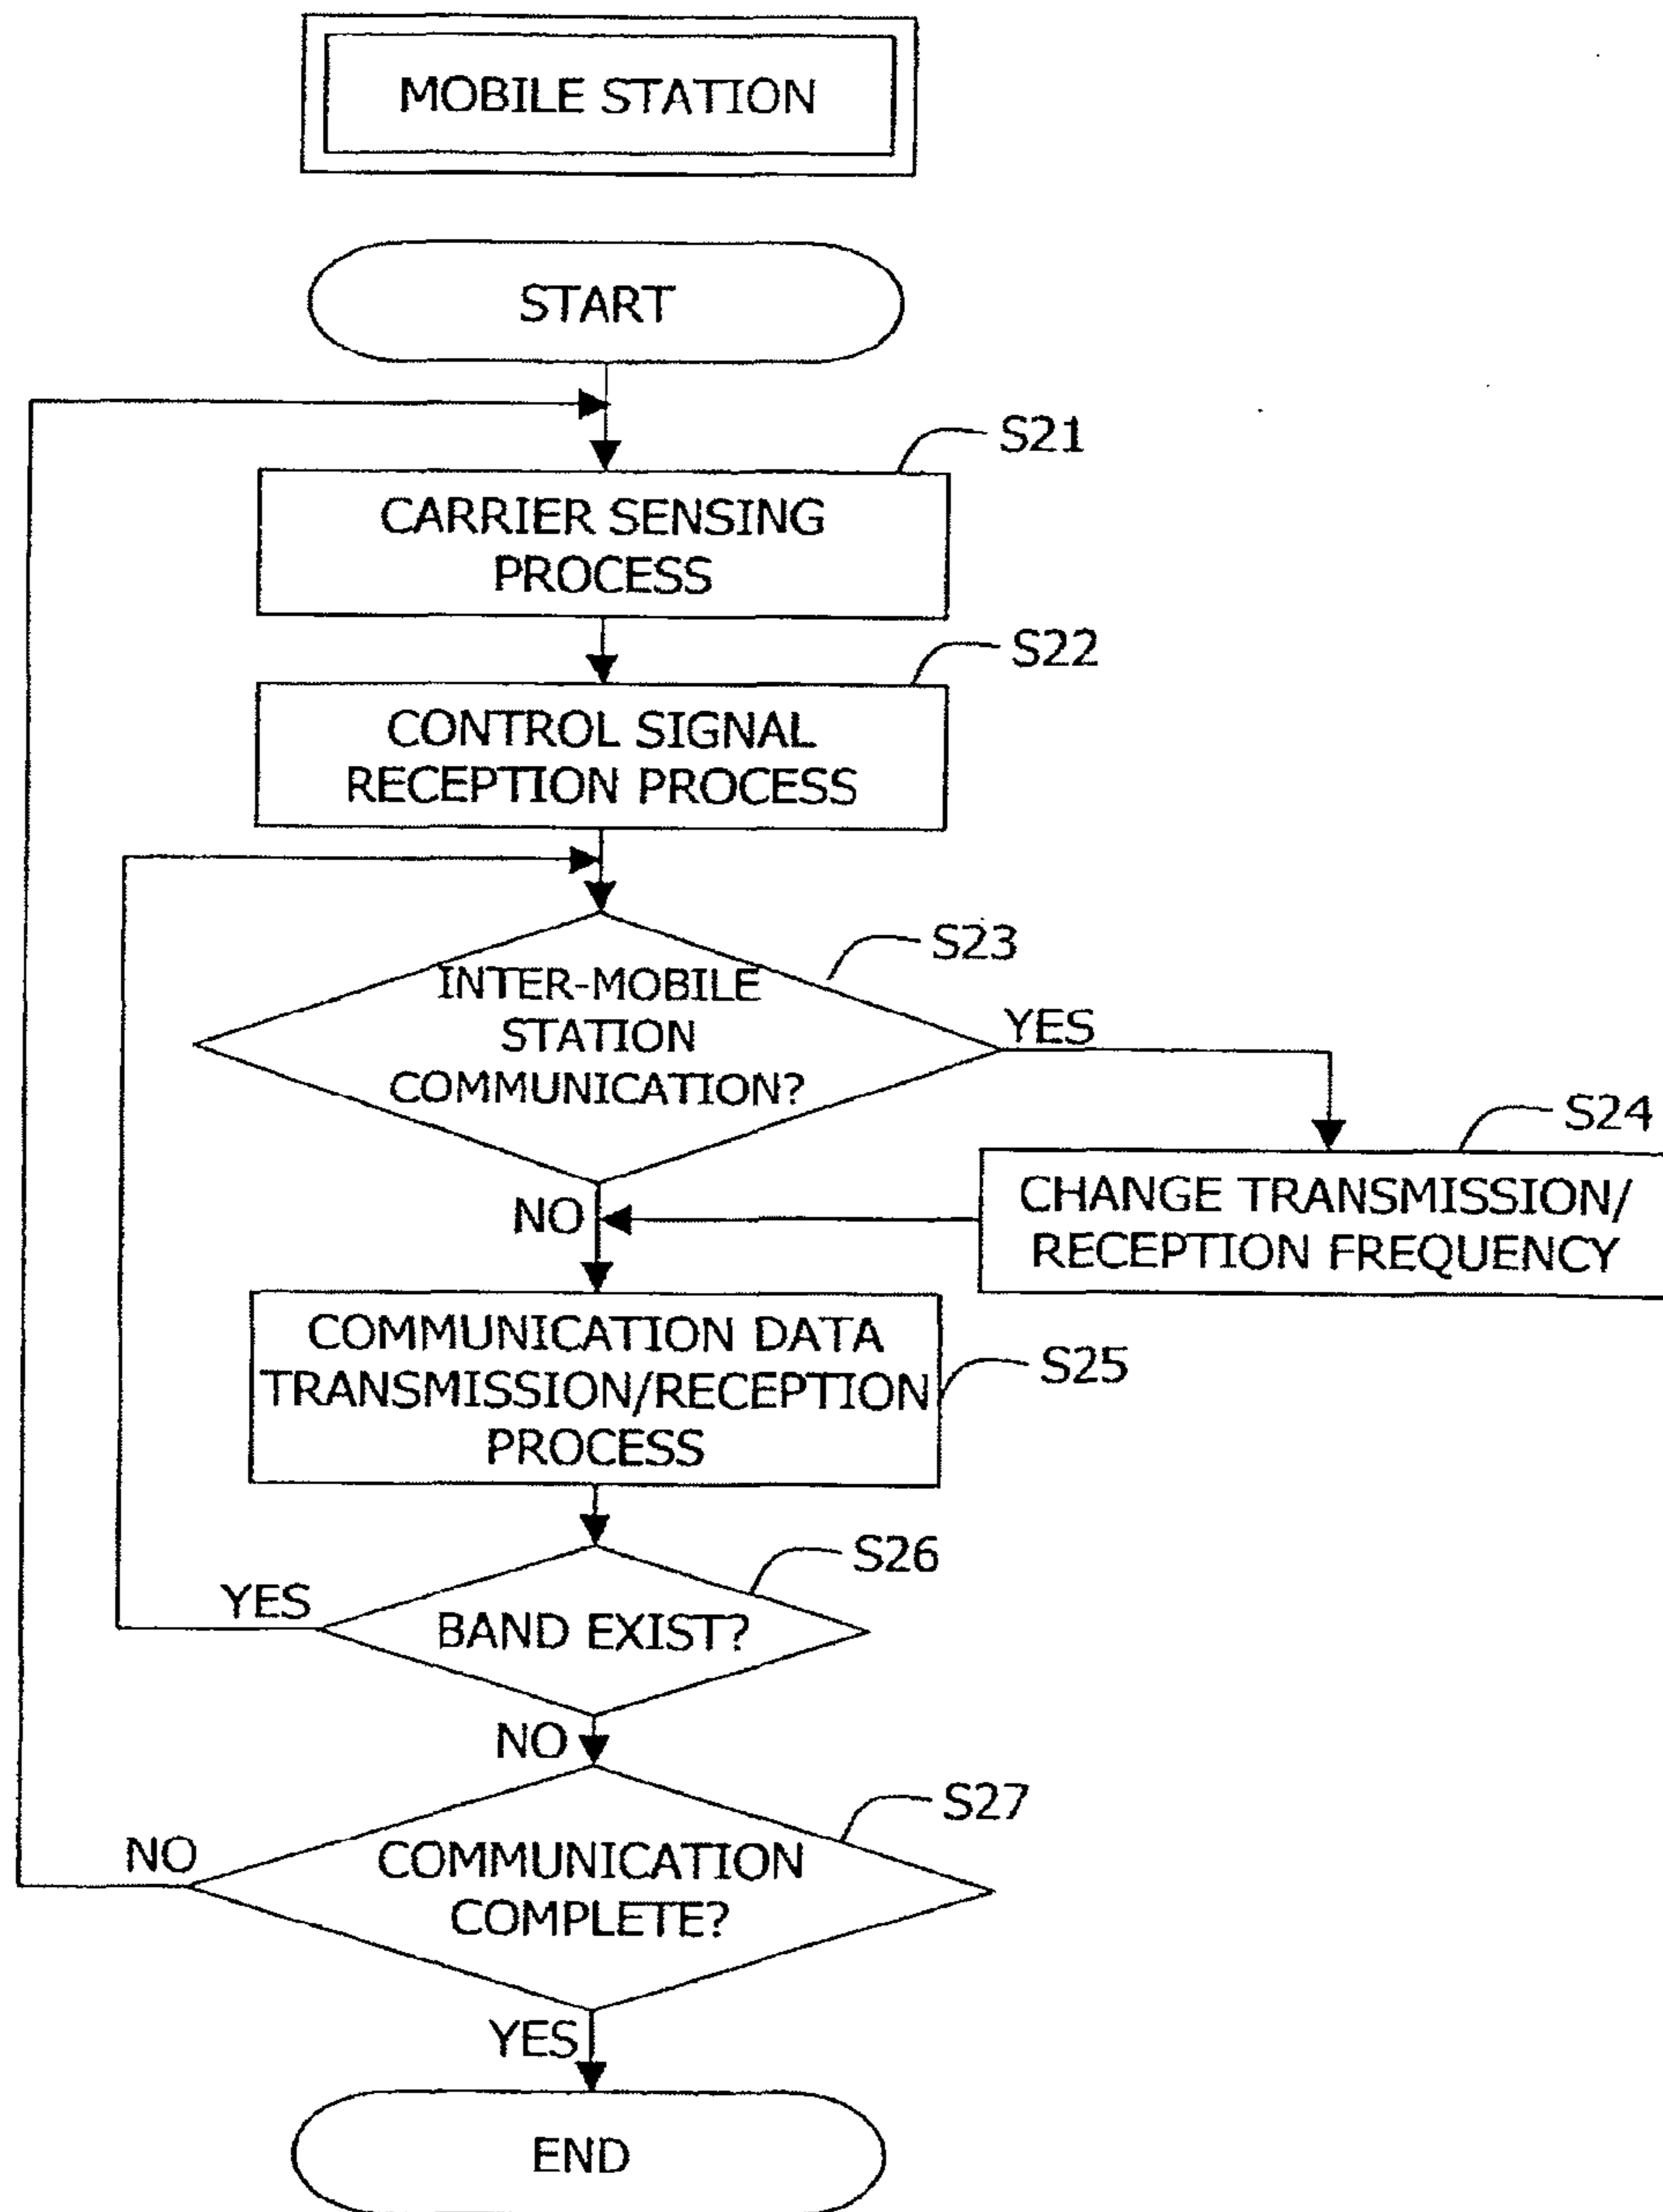 MOBILE STATION
START
S21
CARRIER SENSING
PROCESS
S22
CONTROL SIGNAL
RECEPTION PROCESS
S23
INTER-MOBILE
STATION
COMMUNICATION?
YES
S24
CHANGE TRANSMISSION/
RECEPTION FREQUENCY
NO
COMMUNICATION DATA
TRANSMISSION/RECEPTION
PROCESS
S25
S26
YES
BAND EXIST?
NO
S27
NO
COMMUNICATION
COMPLETE?
YES
END